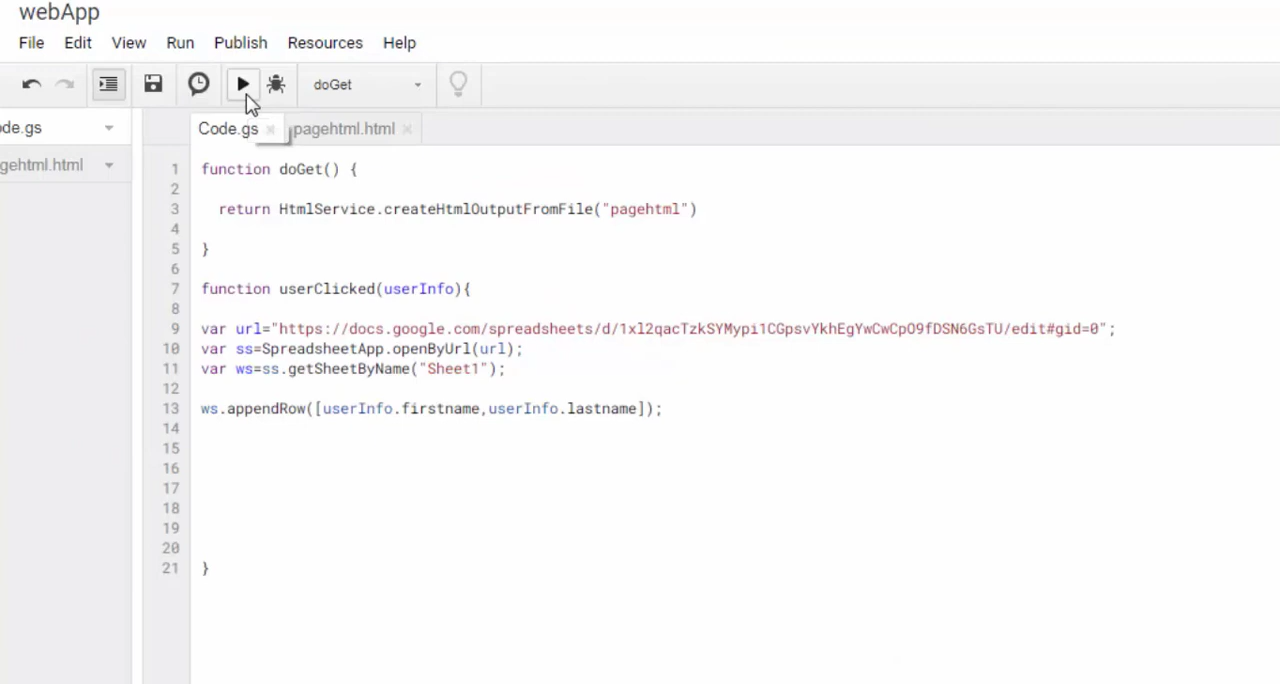 webApp
File Edit View Run Publish Resources Help
doGet
ode.gs
Code.gs
pagehtml.html
gehtml.html
1 function doGet() {
2
3 return HtmlService.createHtmlOutputFromFile("pagehtml")
4
5 }
6
7 function userClicked(userInfo){
8
9 var url="https://docs.google.com/spreadsheets/d/1xl2qacTzkSYMypi1CGpsvYkhEgYwCwCpO9fDSN6GsTU/edit#gid=0";
10 var ss=SpreadsheetApp.openByUrl(url);
11 var ws=ss.getSheetByName("Sheet1");
12
13 ws.appendRow([userInfo.firstname,userInfo.lastname]);
14
15
16
17
18
19
20
21 }